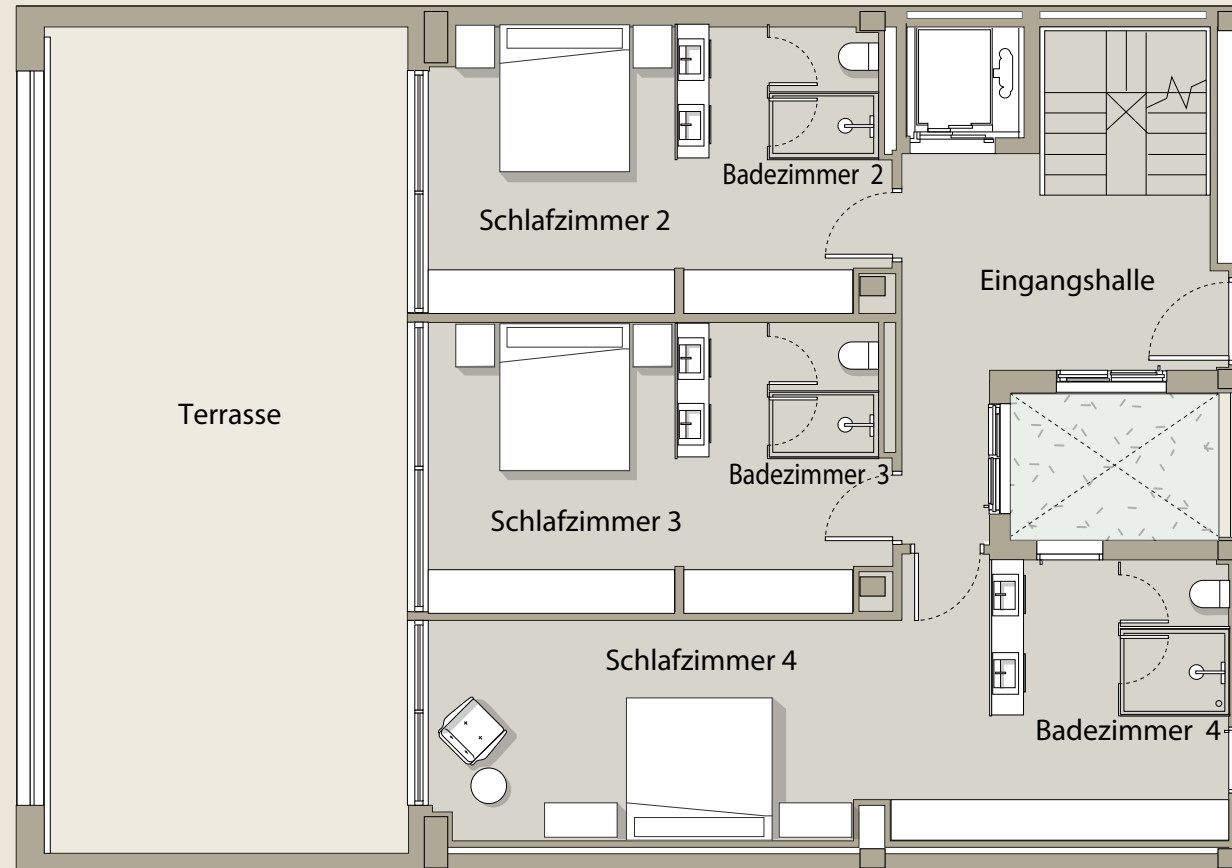 Badezimmer 2
Schlafzimmer 2
Eingangshalle
Terrasse
Badezimmer 3
Schlafzimmer 3
Schlafzimmer 4
Badezimmer 4